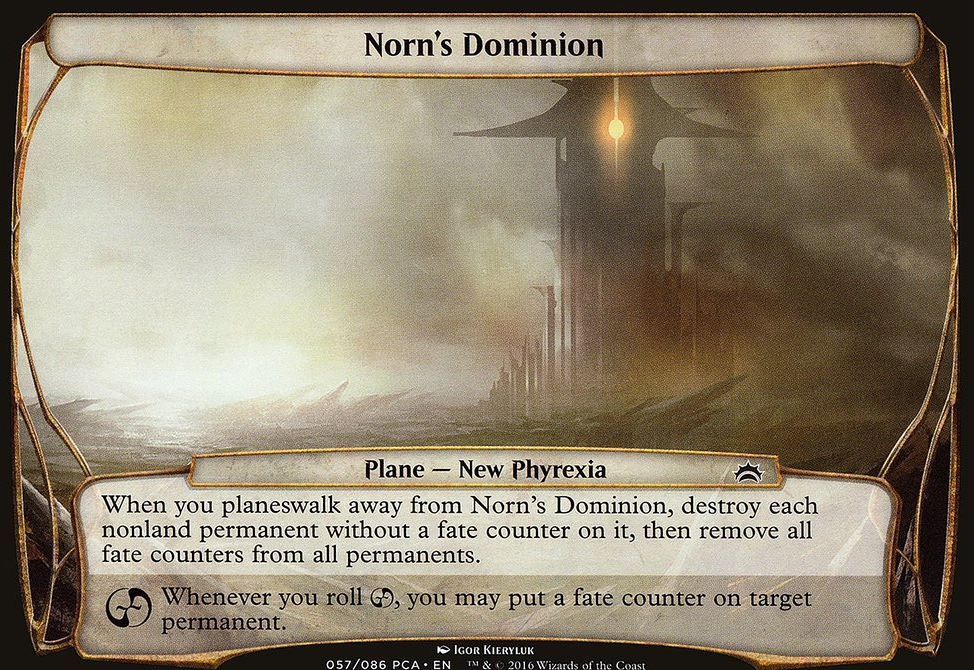 Norn's Dominion
Plane — New Phyrexia
When you planeswalk away from Norn's Dominion, destroy each
nonland permanent without a fate counter on it, then remove all
fate counters from all permanents.
Whenever you roll , you may put a fate counter on target
permanent.
Igor Kieryluk
057/086 PCA • EN ™ & © 2016 Wizards of the Coast